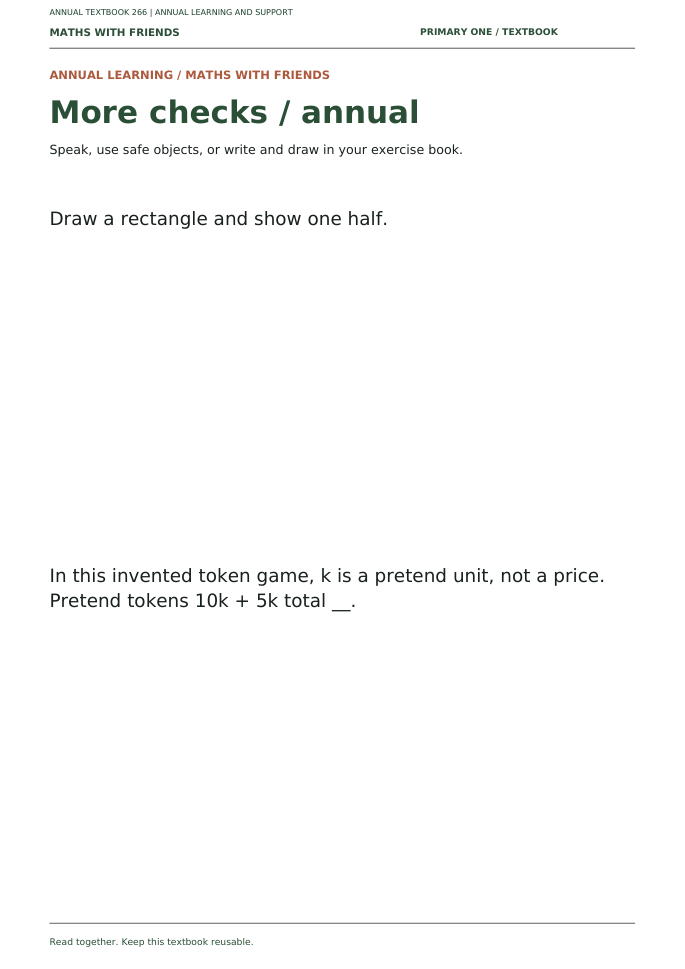 ANNUAL TEXTBOOK 266 | ANNUAL LEARNING AND SUPPORT
MATHS WITH FRIENDS
PRIMARY ONE / TEXTBOOK
ANNUAL LEARNING / MATHS WITH FRIENDS
More checks / annual
Speak, use safe objects, or write and draw in your exercise book.
Draw a rectangle and show one half.
In this invented token game, k is a pretend unit, not a price.
Pretend tokens 10k + 5k total __.
Read together. Keep this textbook reusable.